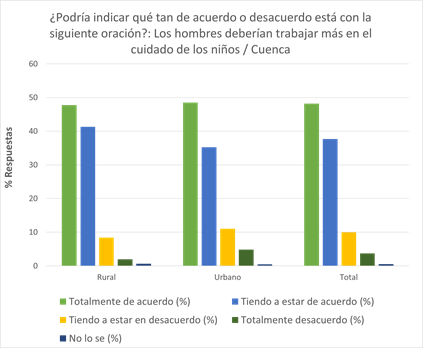 ¿Podría indicar qué tan de acuerdo o desacuerdo está con la
siguiente oración?: Los hombres deberían trabajar más en el
cuidado de los niños / Cuenca
60
50
40
30
20
10
0
% Respuestas
Rural Urbano Total
Totalmente de acuerdo (%) Tiendo a estar de acuerdo (%)
Tiendo a estar en desacuerdo (%) Totalmente desacuerdo (%)
No lo se (%)